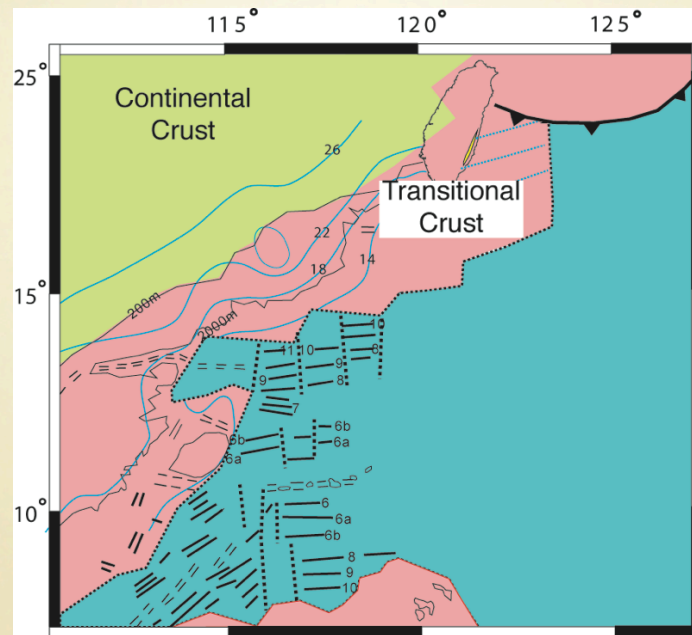 115°
120°
125°
25°
Continental
Crust
26
Transitional
Crust
22
18
14
15°
200m
2000m
10
11
10
8
9
9
8
7
6b
6b
6a
6a
10°
6
6a
6b
8
9
10